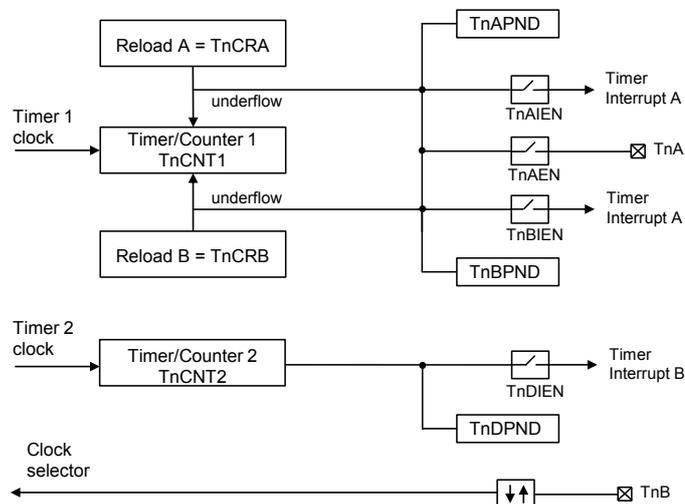 Reload A = TnCRA
TnAPND
underflow
TnAIEN
Timer
Interrupt A
Timer 1
clock
Timer/Counter 1
TnCNT1
TnAEN
TnA
underflow
TnBIEN
Timer
Interrupt A
Reload B = TnCRB
TnBPND
Timer 2
clock
Timer/Counter 2
TnCNT2
TnDIEN
Timer
Interrupt B
TnDPND
Clock
selector
TnB